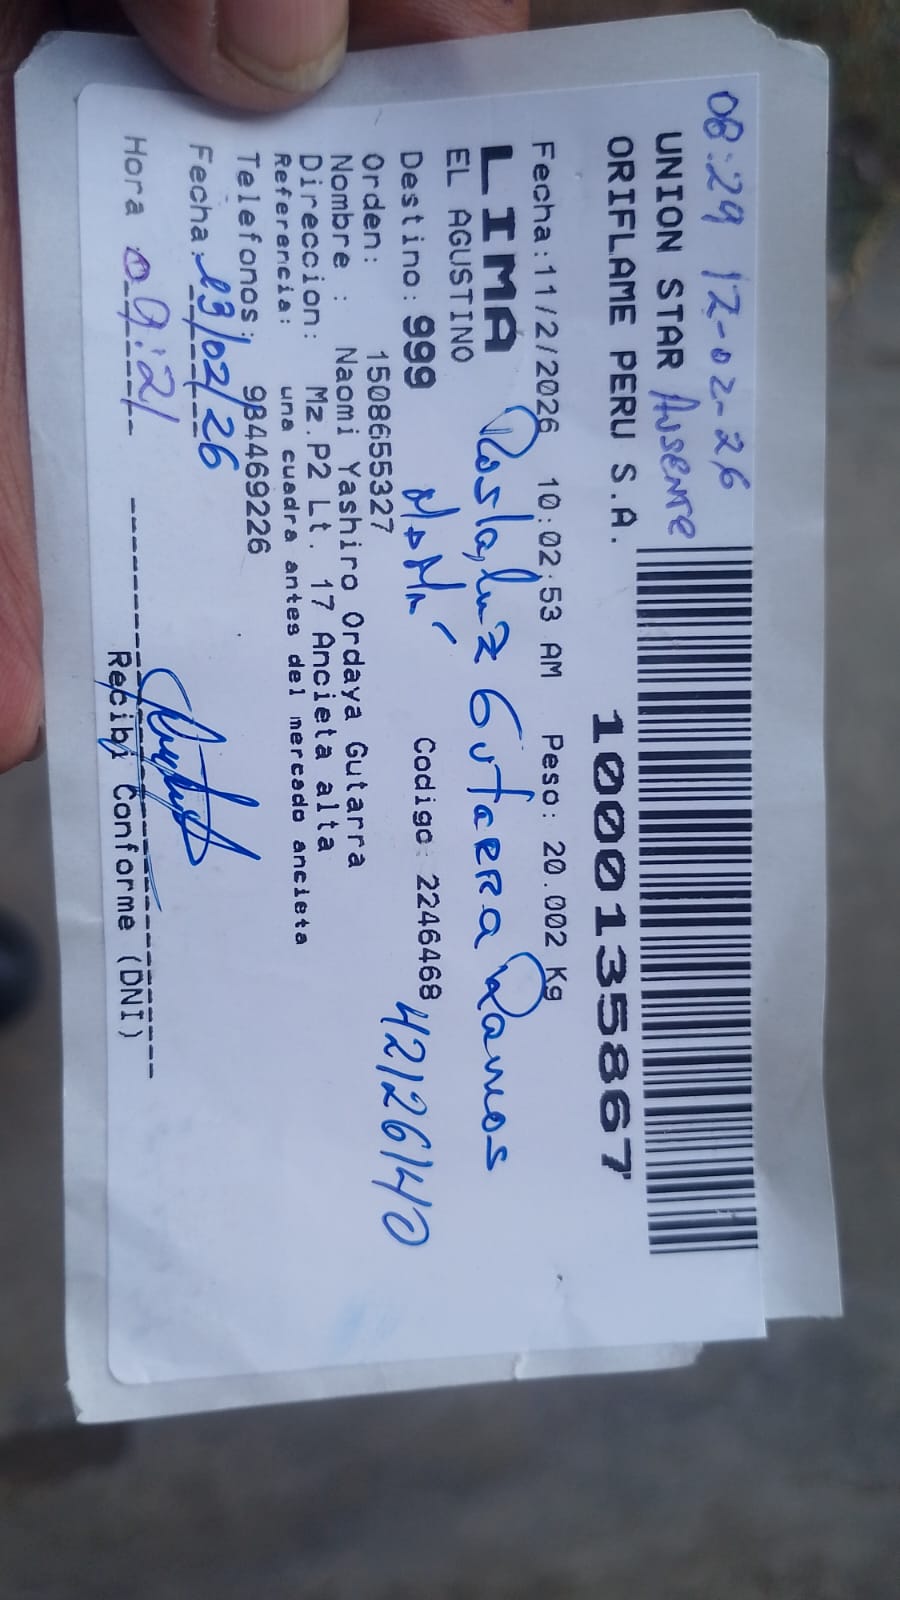 08:29 12-02-26
UNION STAR Ausente
ORIFLAME PERU S.A.
1000135867
Fecha:11/2/2026 10:02:53 AM Peso: 20.002 Kg
LIMA Rosa luz Gutarra Ramos
EL AGUSTINO
Destino: 999 MaMá Codigo: 2246468
42126140
Orden: 1508655327
Nombre : Naomi Yashiro Ordaya Gutarra
Direccion: Mz.P2 Lt. 17 Ancieta alta
Referencia: una cuadra antes del mercado ancieta
Telefonos: 984469226
Fecha: 13/02/26
Hora 09:21
Recibi Conforme (DNI)